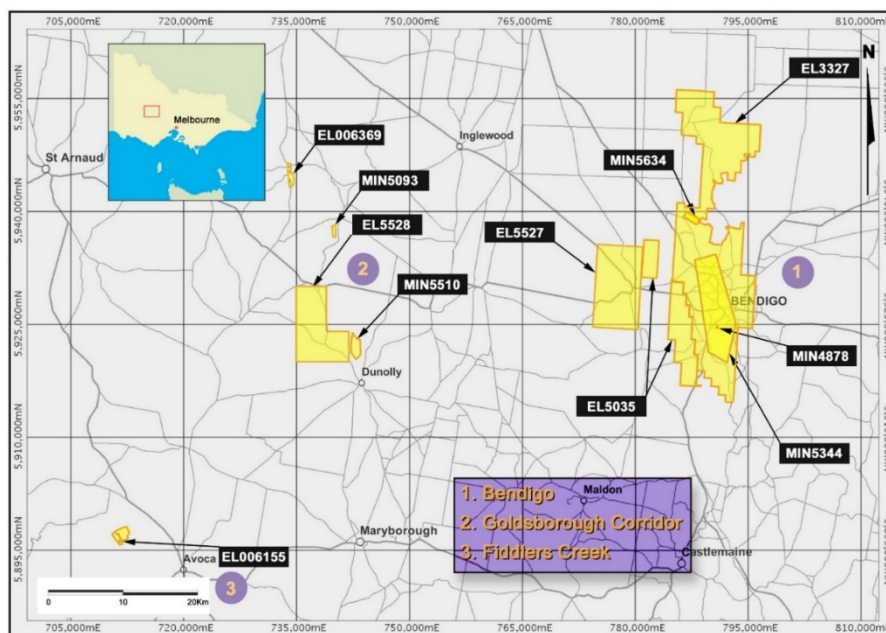 705,000mE 720,000mE 735,000mE 750,000mE 765,000mE 780,000mE 795,000mE 810,000mE
5,955,000mN
5,940,000mN
5,925,000mN
5,910,000mN
5,895,000mN
N
Melbourne
EL3327
EL006369
Inglewood
MIN5634
St Arnaud
MIN5093
EL5528
EL5527
2
1
MIN5510
BENDIGO
MIN4878
Dunolly
EL5035
MIN5344
1. Bendigo
Maldon
2. Goldsborough Corridor
3. Fiddlers Creek
Maryborough
Castlemaine
EL006155
Avoca
3
0 10 20Km
705,000mE 720,000mE 735,000mE 750,000mE 765,000mE 780,000mE 795,000mE 810,000mE